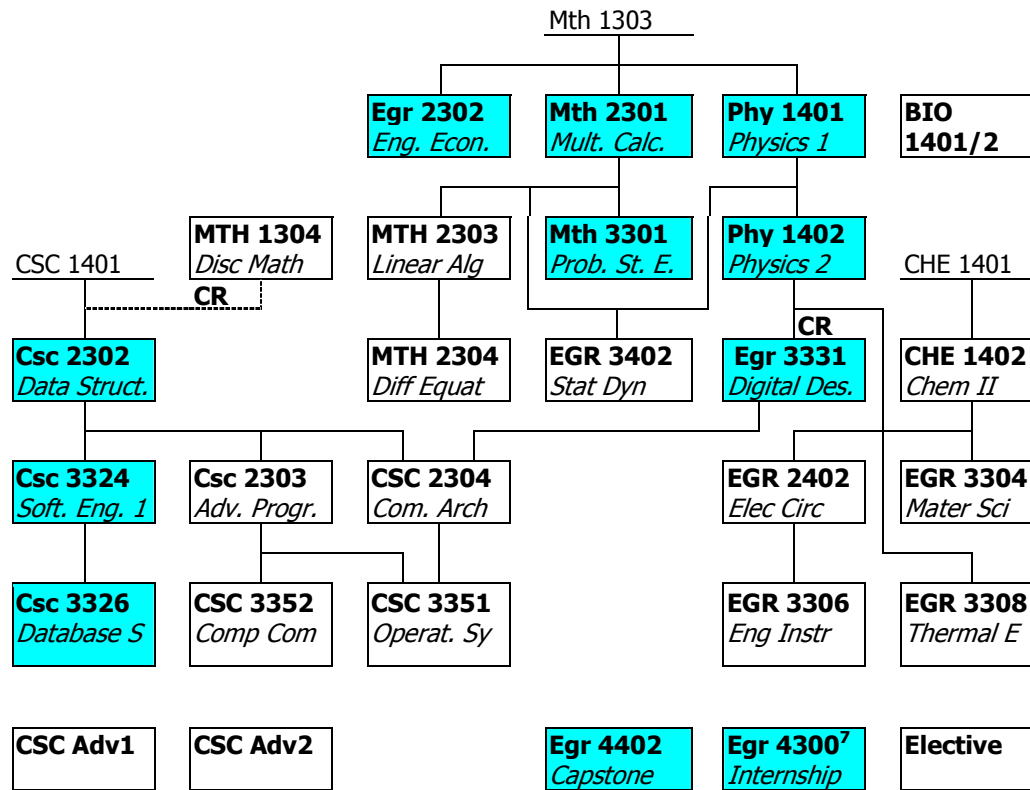 Mth 1303
Egr 2302
Eng. Econ.
Mth 2301
Mult. Calc.
Phy 1401
Physics 1
BIO
1401/2
CSC 1401
MTH 1304
Disc Math
MTH 2303
Linear Alg
Mth 3301
Prob. St. E.
Phy 1402
Physics 2
CHE 1401
CR
CR
Csc 2302
Data Struct.
MTH 2304
Diff Equat
EGR 3402
Stat Dyn
Egr 3331
Digital Des.
CHE 1402
Chem II
Csc 3324
Soft. Eng. 1
Csc 2303
Adv. Progr.
CSC 2304
Com. Arch
EGR 2402
Elec Circ
EGR 3304
Mater Sci
Csc 3326
Database S
CSC 3352
Comp Com
CSC 3351
Operat. Sy
EGR 3306
Eng Instr
EGR 3308
Thermal E
CSC Adv1
CSC Adv2
Egr 4402
Capstone
Egr 4300⁷
Internship
Elective